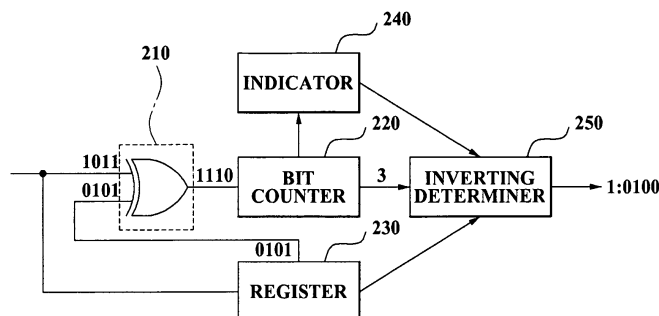 240
210
INDICATOR
220
250
1011
0101
1110
BIT
COUNTER
3
INVERTING
DETERMINER
1:0100
0101
230
REGISTER